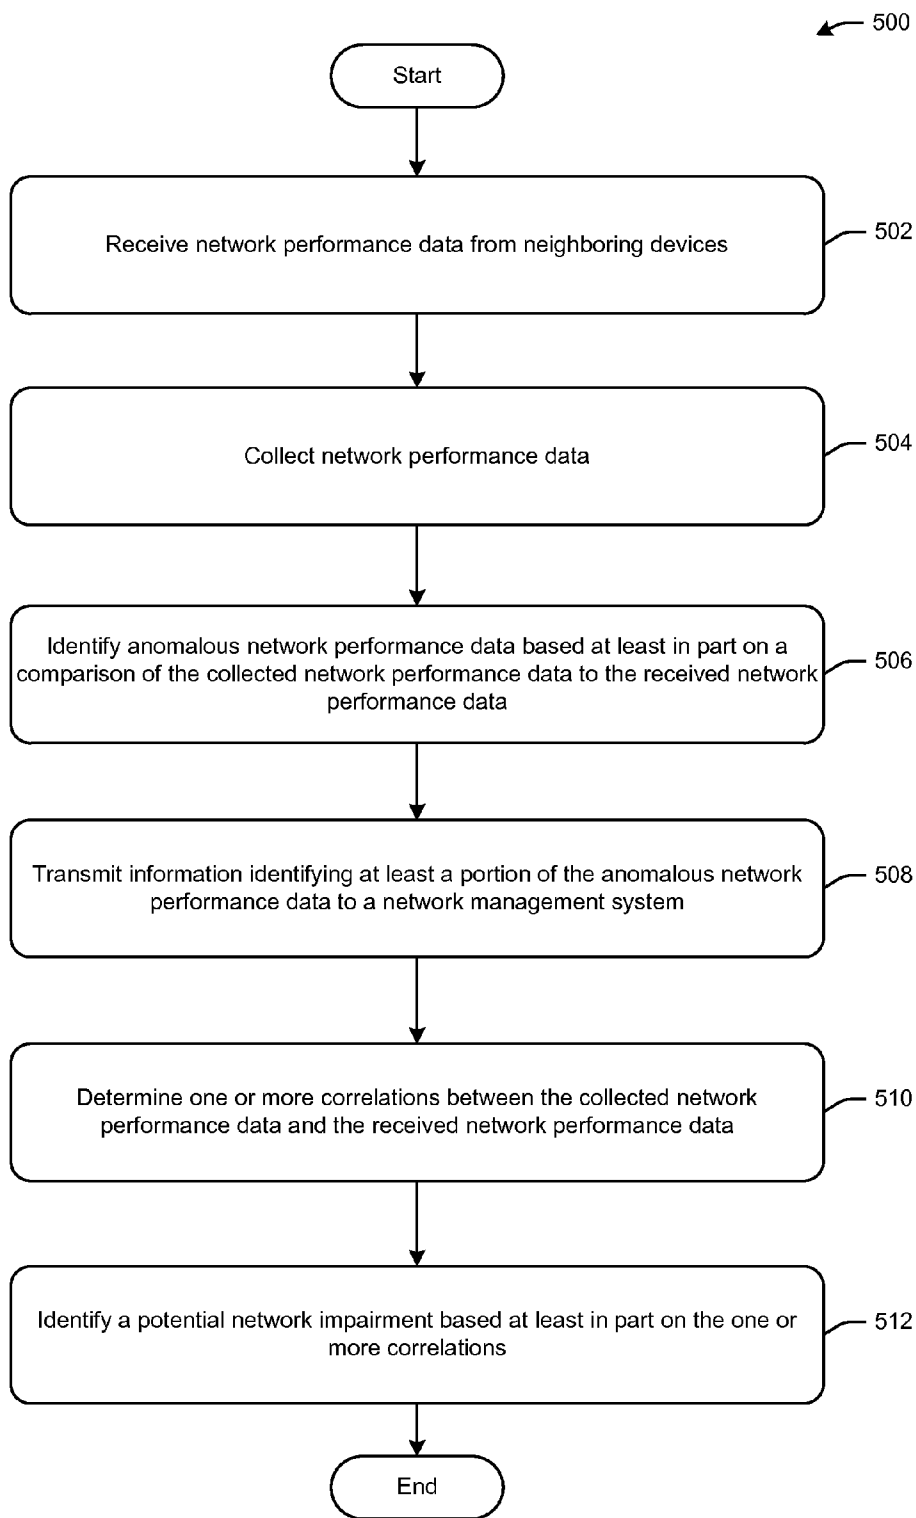 500
Start
Receive network performance data from neighboring devices
502
Collect network performance data
504
Identify anomalous network performance data based at least in part on a
comparison of the collected network performance data to the received network
performance data
506
Transmit information identifying at least a portion of the anomalous network
performance data to a network management system
508
Determine one or more correlations between the collected network
performance data and the received network performance data
510
Identify a potential network impairment based at least in part on the one or
more correlations
512
End